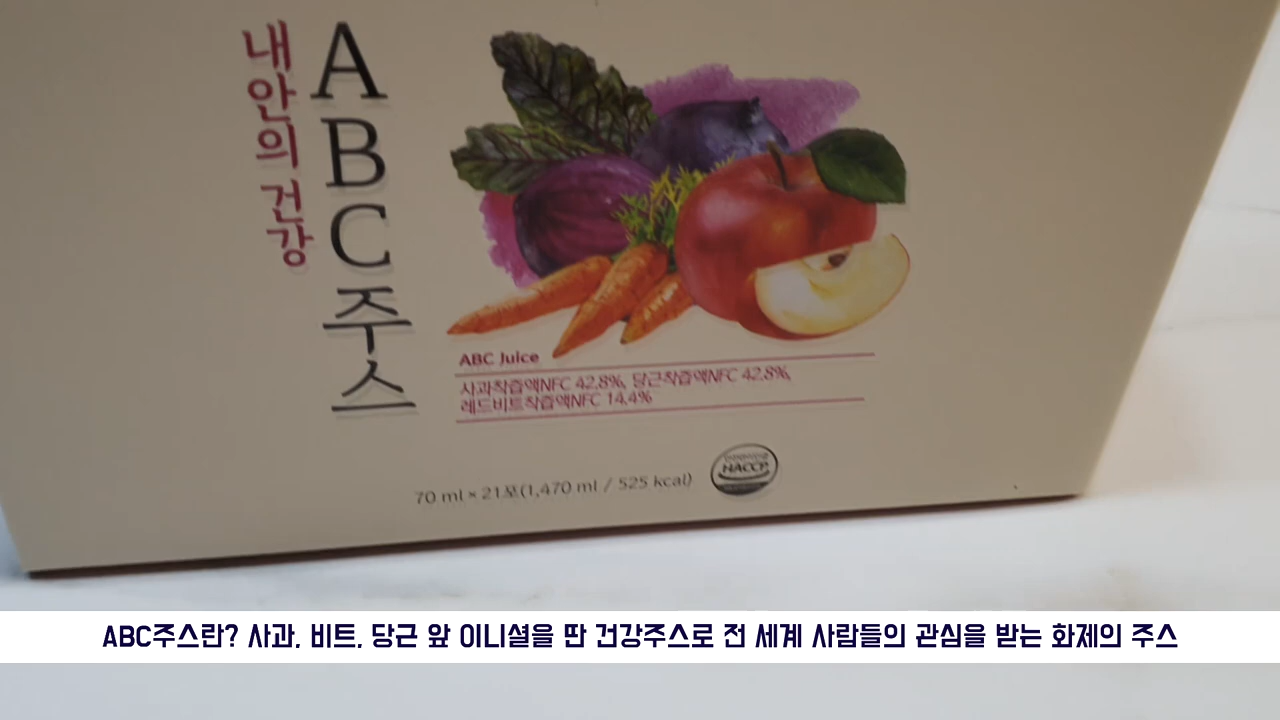 내안의 건강
ABC주스
ABC Juice
사과착즙액NFC 42.8%, 당근착즙액NFC 42.8%,
레드비트착즙액NFC 14.4%
70 ml × 21포(1,470 ml / 525 kcal)
HACCP
ABC주스란? 사과, 비트, 당근 앞 이니셜을 딴 건강주스로 전 세계 사람들의 관심을 받는 화제의 주스